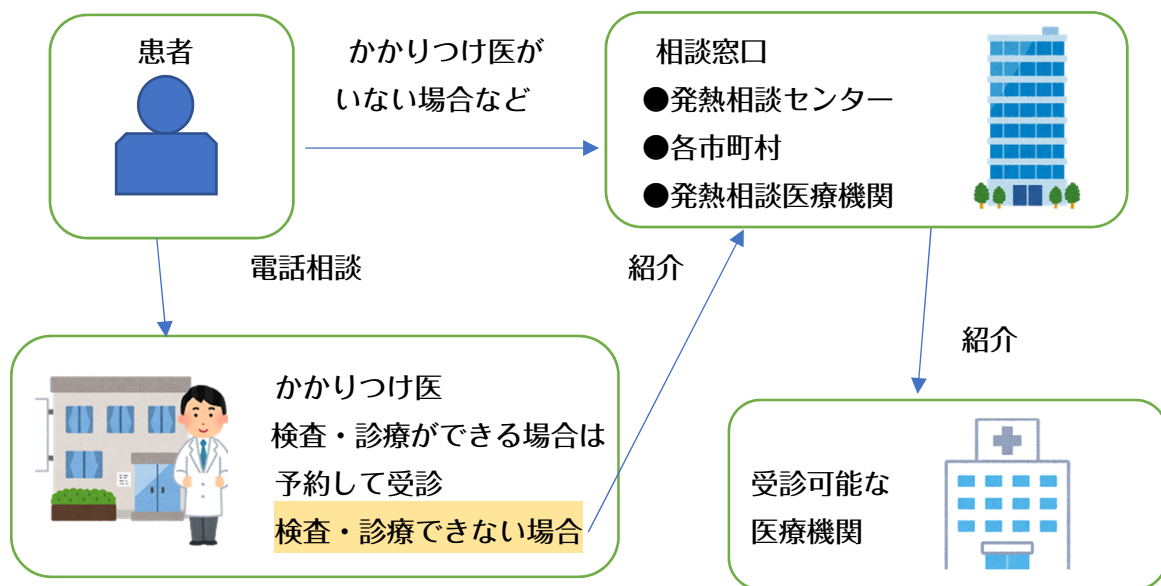 患者
かかりつけ医が
いない場合など
相談窓口
●発熱相談センター
●各市町村
●発熱相談医療機関
電話相談
紹介
かかりつけ医
検査・診療ができる場合は
予約して受診
検査・診療できない場合
紹介
受診可能な
医療機関